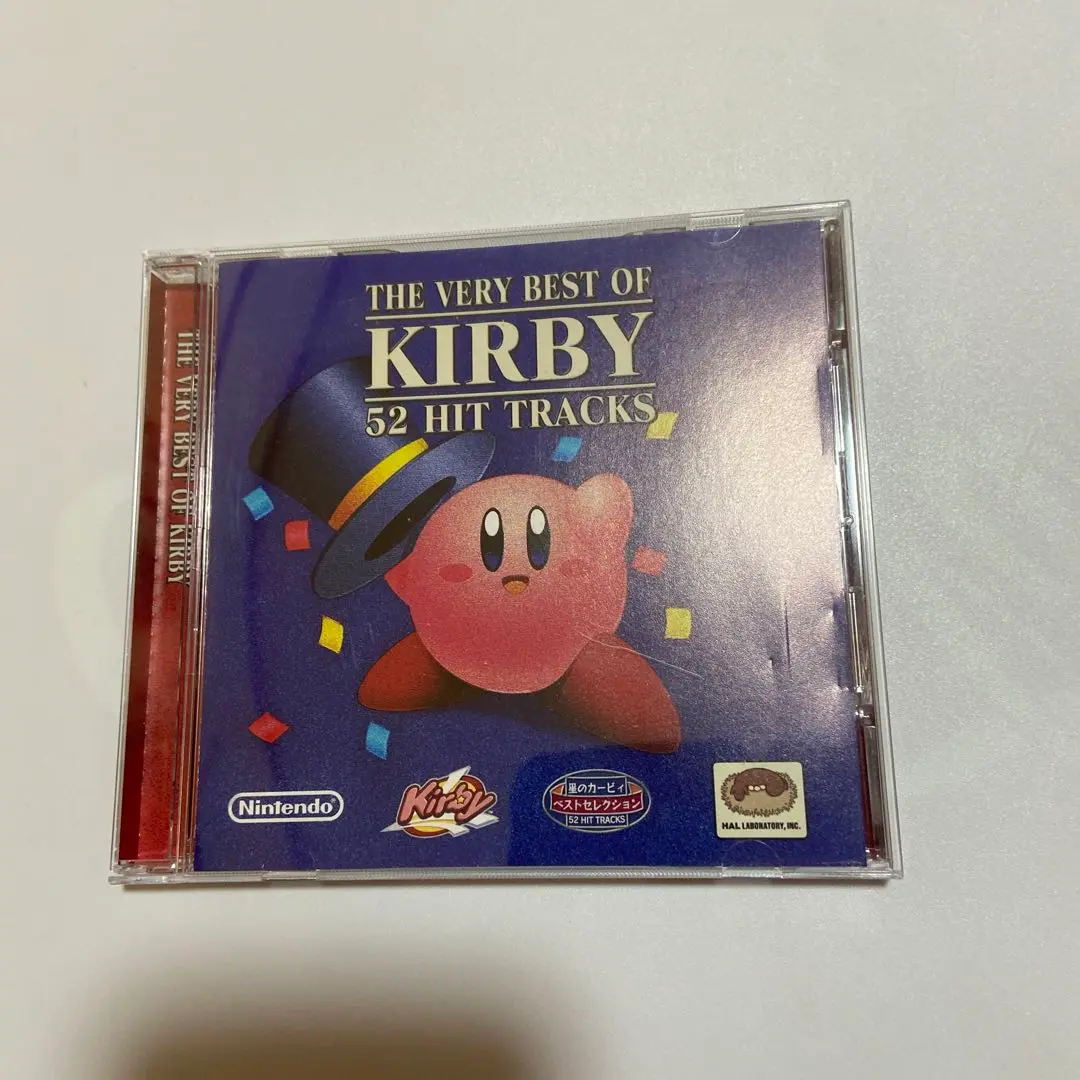 THE VERY BEST OF
KIRBY
52 HIT TRACKS
THE VERY BEST OF KIRBY
Nintendo®
Kirby™
星のカービィ
ベストセレクション
52 HIT TRACKS
HAL LABORATORY, INC.